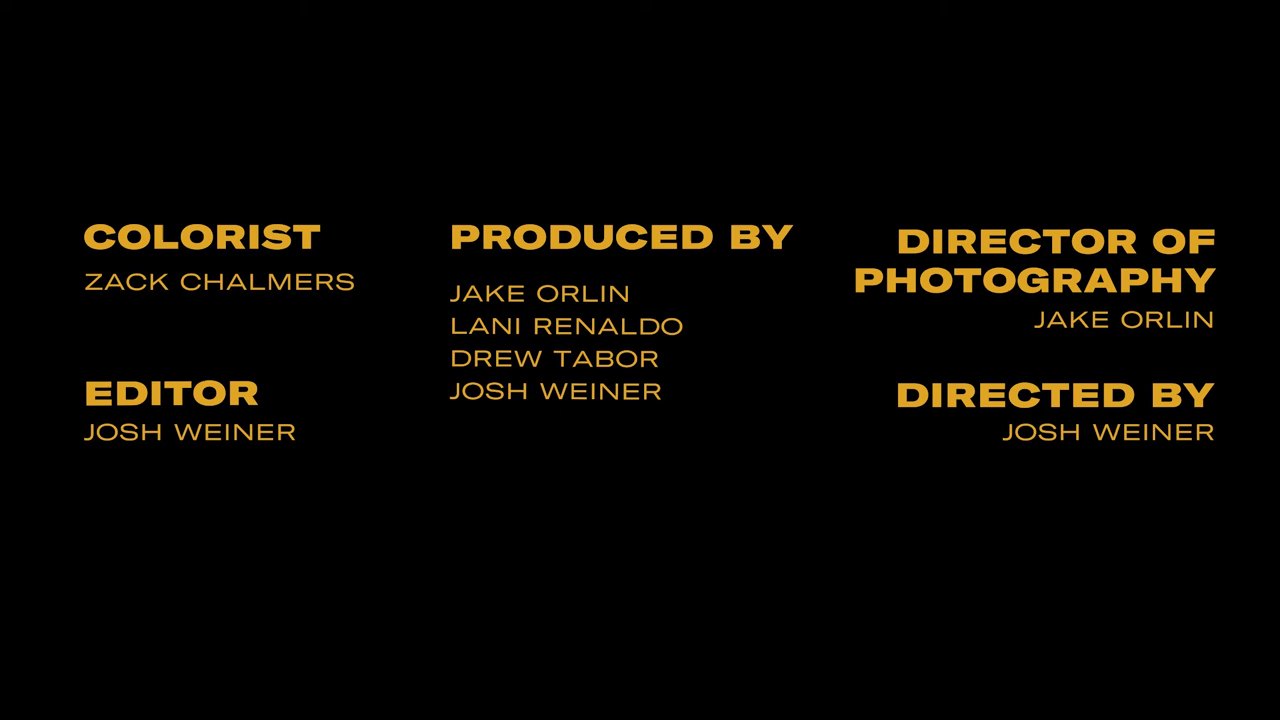 COLORIST
ZACK CHALMERS
EDITOR
JOSH WEINER
PRODUCED BY
JAKE ORLIN
LANI RENALDO
DREW TABOR
JOSH WEINER
DIRECTOR OF
PHOTOGRAPHY
JAKE ORLIN
DIRECTED BY
JOSH WEINER